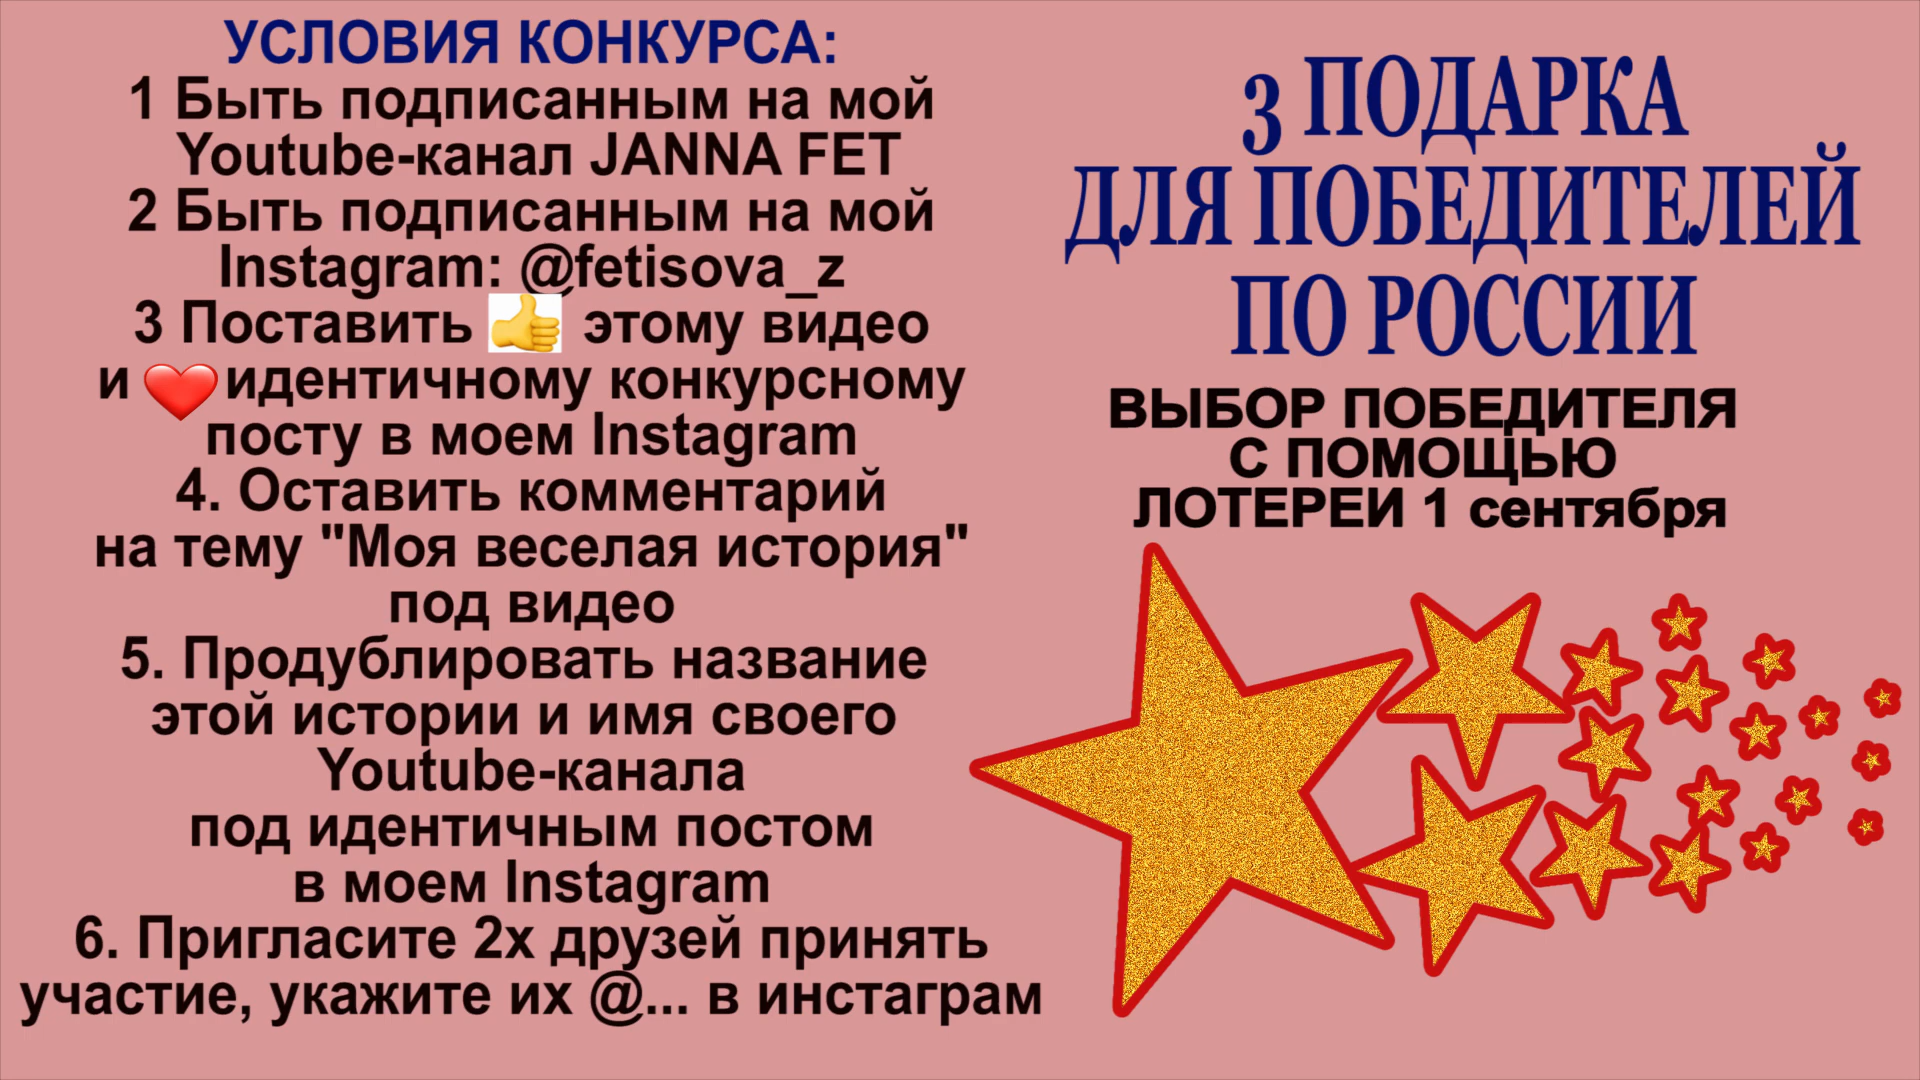 УСЛОВИЯ КОНКУРСА:
1 Быть подписанным на мой
Youtube-канал JANNA FET
2 Быть подписанным на мой
Instagram: @fetisova_z
3 Поставить 👍 этому видео
и ❤️ идентичному конкурсному
посту в моем Instagram
4. Оставить комментарий
на тему "Моя веселая история"
под видео
5. Продублировать название
этой истории и имя своего
Youtube-канала
под идентичным постом
в моем Instagram
6. Пригласите 2х друзей принять
участие, укажите их @... в инстаграм
3 ПОДАРКА
ДЛЯ ПОБЕДИТЕЛЕЙ
ПО РОССИИ
ВЫБОР ПОБЕДИТЕЛЯ
С ПОМОЩЬЮ
ЛОТЕРЕИ 1 сентября